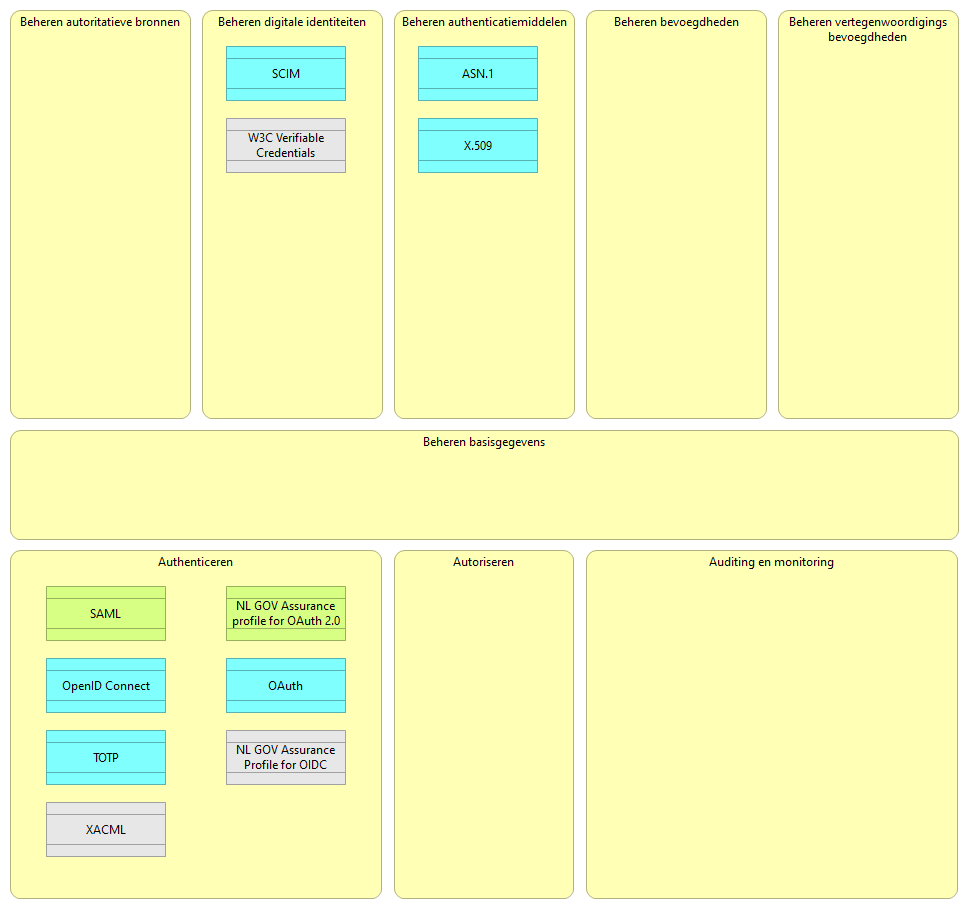 Beheren autoritatieve bronnen
Beheren digitale identiteiten
SCIM
W3C Verifiable
Credentials
Beheren authenticatiemiddelen
ASN.1
X.509
Beheren bevoegdheden
Beheren vertegenwoordigings
bevoegdheden
Beheren basisgegevens
Authenticeren
SAML
NL GOV Assurance
profile for OAuth 2.0
OpenID Connect
OAuth
TOTP
NL GOV Assurance
Profile for OIDC
XACML
Autoriseren
Auditing en monitoring